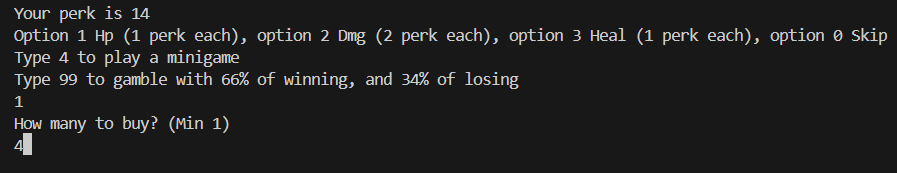 Your perk is 14
Option 1 Hp (1 perk each), option 2 Dmg (2 perk each), option 3 Heal (1 perk each), option 0 Skip
Type 4 to play a minigame
Type 99 to gamble with 66% of winning, and 34% of losing
1
How many to buy? (Min 1)
4